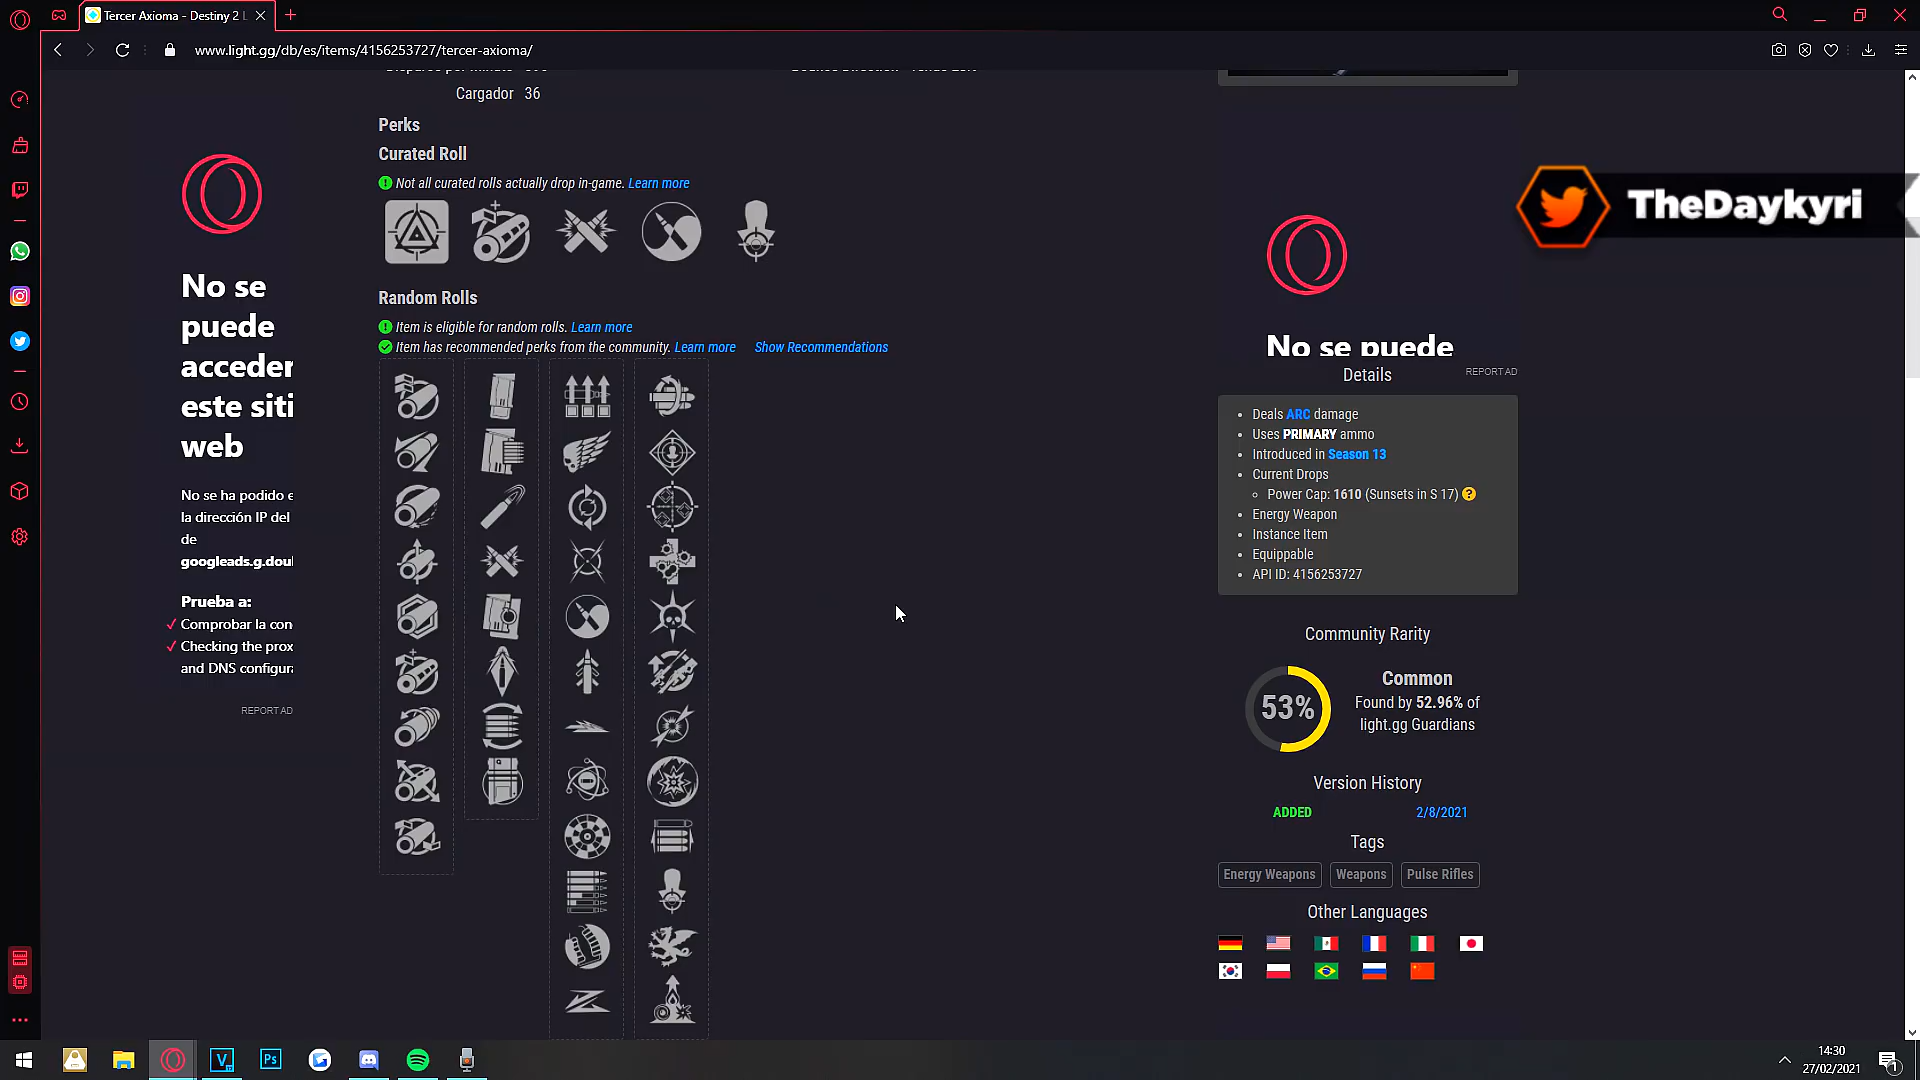 Tercer Axioma - Destiny 2 L
www.light.gg/db/es/items/4156253727/tercer-axioma/
Cargador 36
Perks
Curated Roll
Not all curated rolls actually drop in-game. Learn more
Random Rolls
Item is eligible for random rolls. Learn more
Item has recommended perks from the community. Learn more Show Recommendations
No se
puede
acceder
este siti
web
No se ha podido e
la dirección IP del
de
googleads.g.doul
Prueba a:
Comprobar la con
Checking the prox
and DNS configura
REPORT AD
TheDaykyri
No se puede
Details
REPORT AD
Deals ARC damage
Uses PRIMARY ammo
Introduced in Season 13
Current Drops
Power Cap: 1610 (Sunsets in S 17) ?
Energy Weapon
Instance Item
Equippable
API ID: 4156253727
Community Rarity
53%
Common
Found by 52.96% of
light.gg Guardians
Version History
ADDED 2/8/2021
Tags
Energy Weapons Weapons Pulse Rifles
Other Languages
V
Ps
14:30
27/02/2021
1